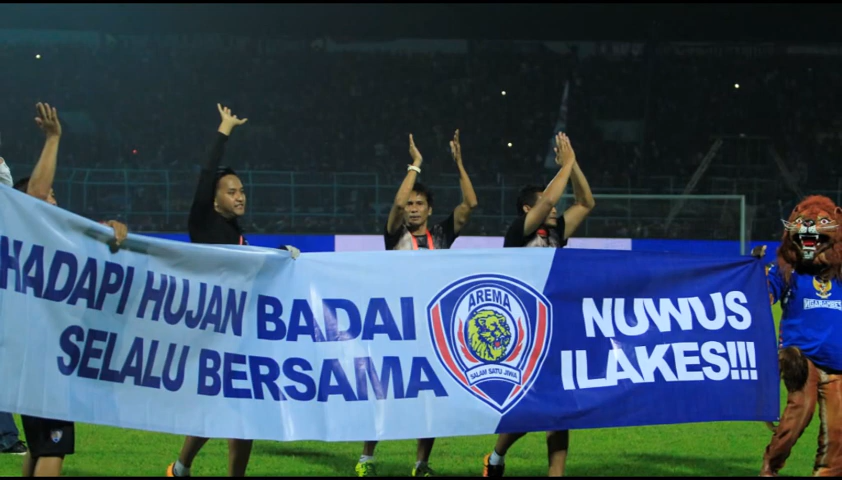 HADAPI HUJAN BADAI
SELALU BERSAMA
AREMA
SALAM SATU JIWA
NUWUS
ILAKES!!!